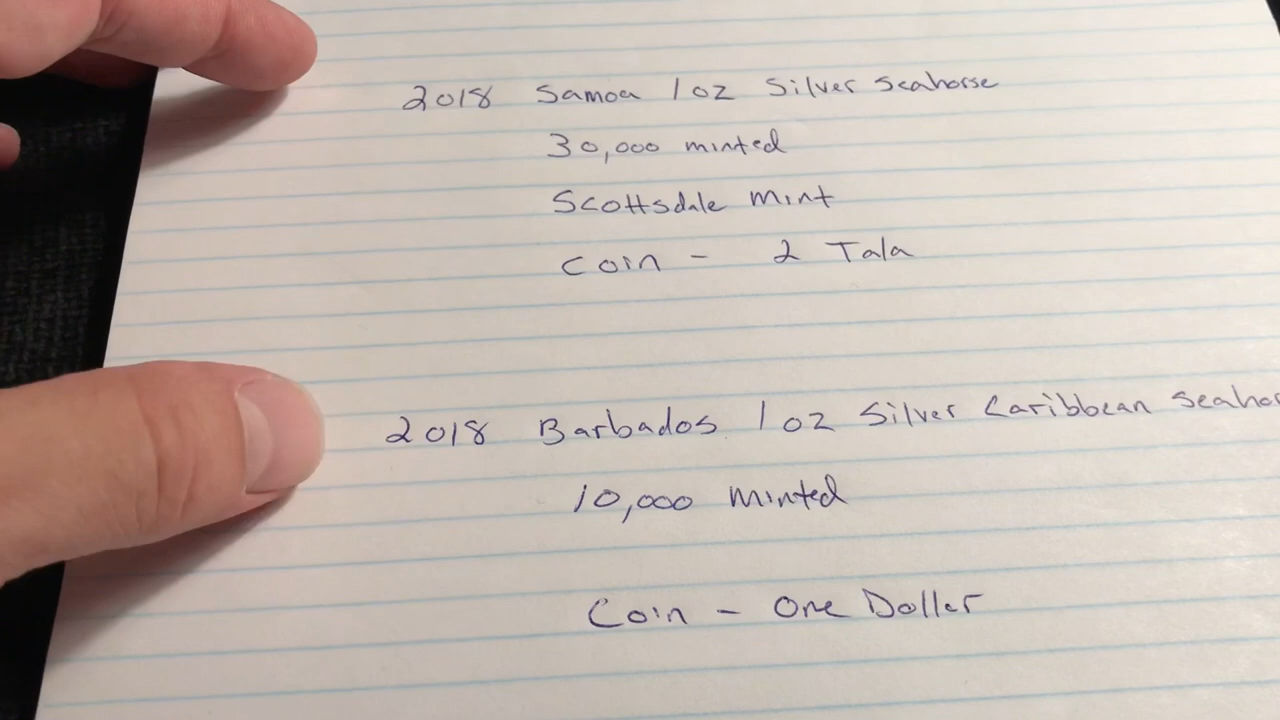 2018 Samoa 1oz Silver Seahorse
30,000 minted
Scottsdale Mint
Coin - 2 Tala
2018 Barbados 1oz Silver Caribbean Seahor
10,000 Minted
Coin - One Dollar